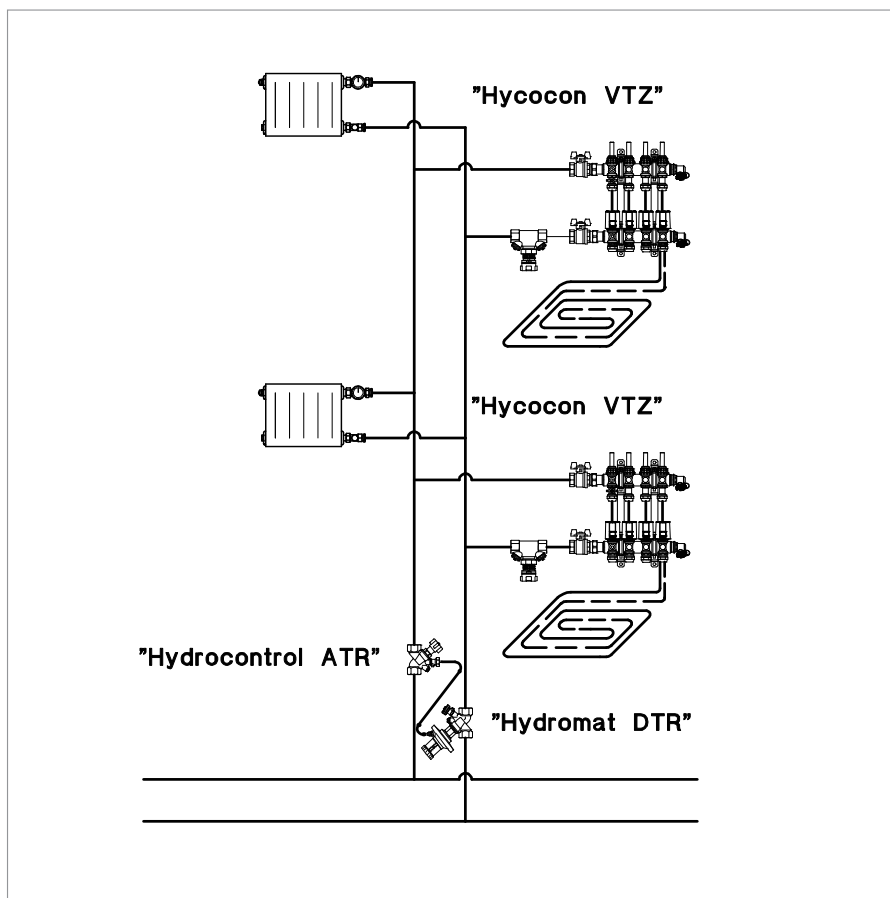 "Hycocon VTZ"
"Hycocon VTZ"
"Hydrocontrol ATR"
"Hydromat DTR"